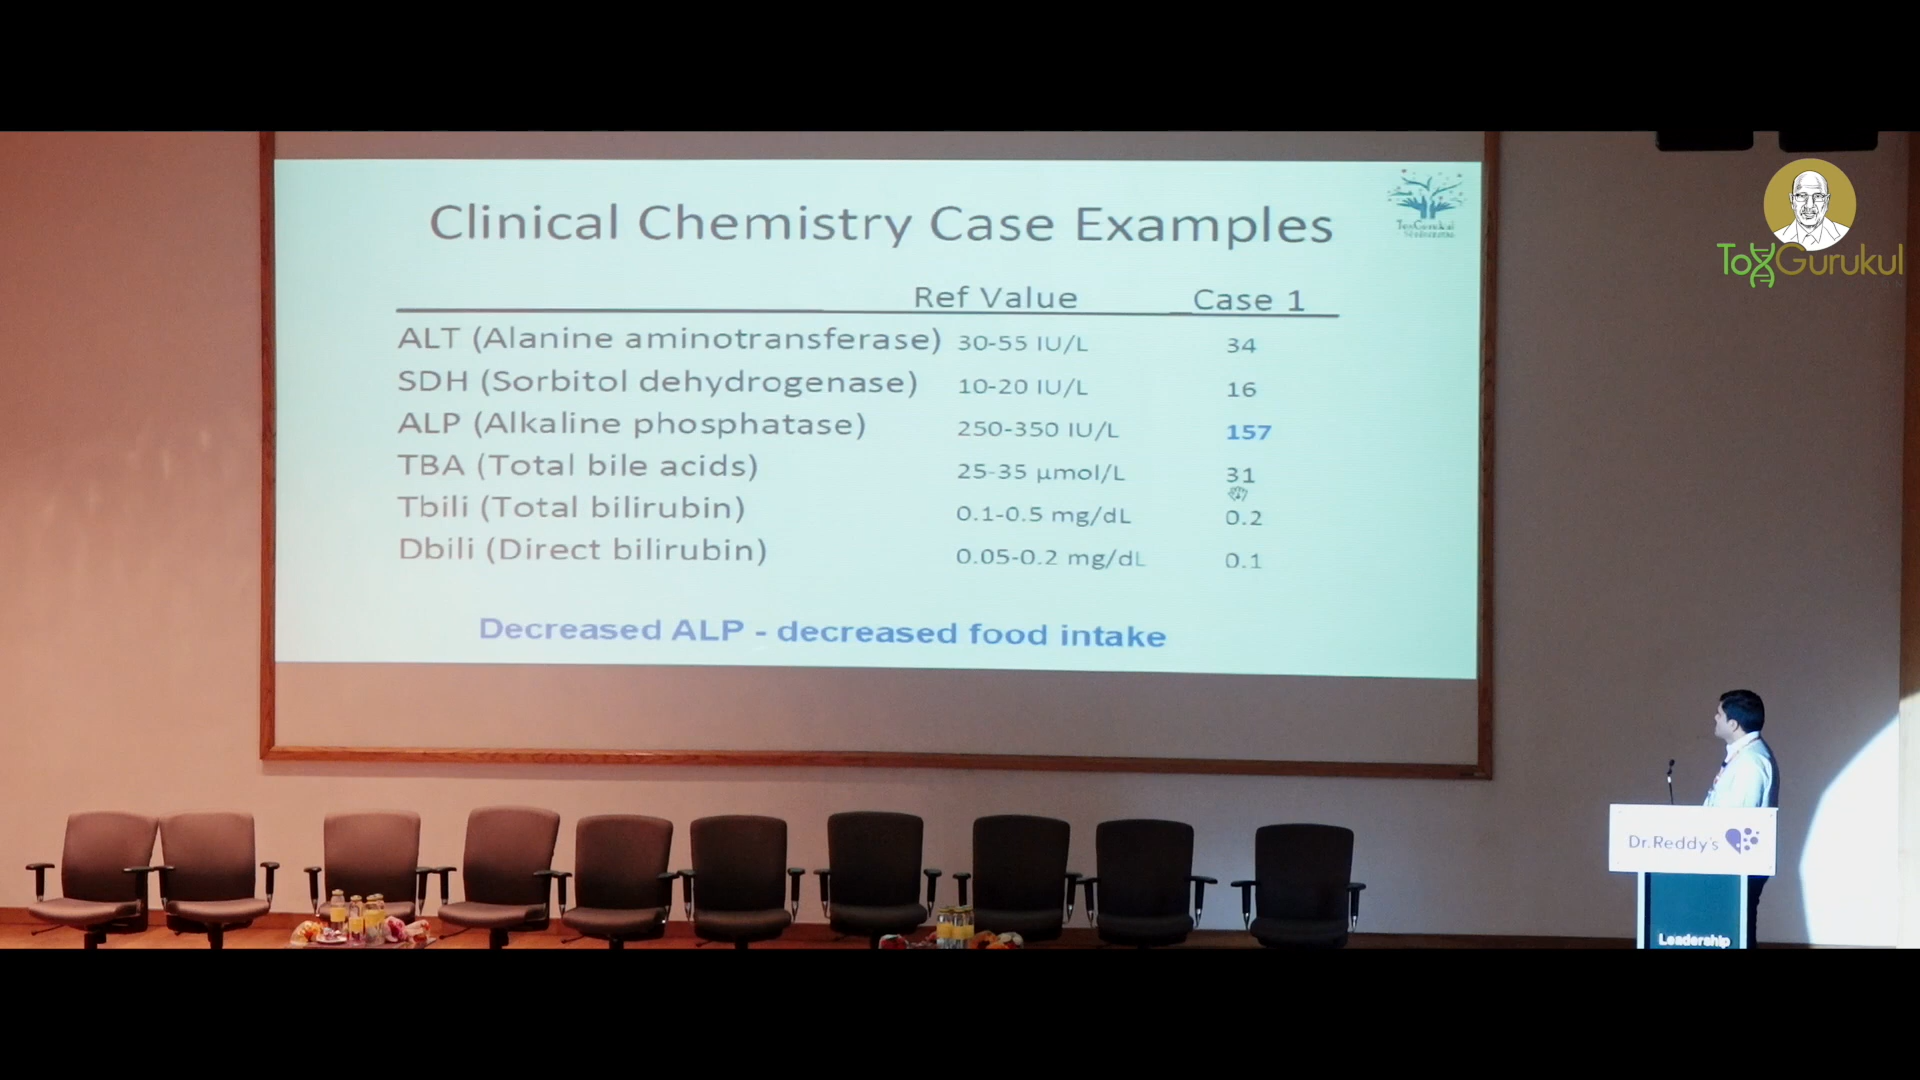 Clinical Chemistry Case Examples
Ref Value Case 1
ALT (Alanine aminotransferase) 30-55 IU/L 34
SDH (Sorbitol dehydrogenase) 10-20 IU/L 16
ALP (Alkaline phosphatase) 250-350 IU/L 157
TBA (Total bile acids) 25-35 µmol/L 31
Tbili (Total bilirubin) 0.1-0.5 mg/dL 0.2
Dbili (Direct bilirubin) 0.05-0.2 mg/dL 0.1
Decreased ALP - decreased food intake
ToxGurukul
ToxGurukul
Dr.Reddy's
Leadership